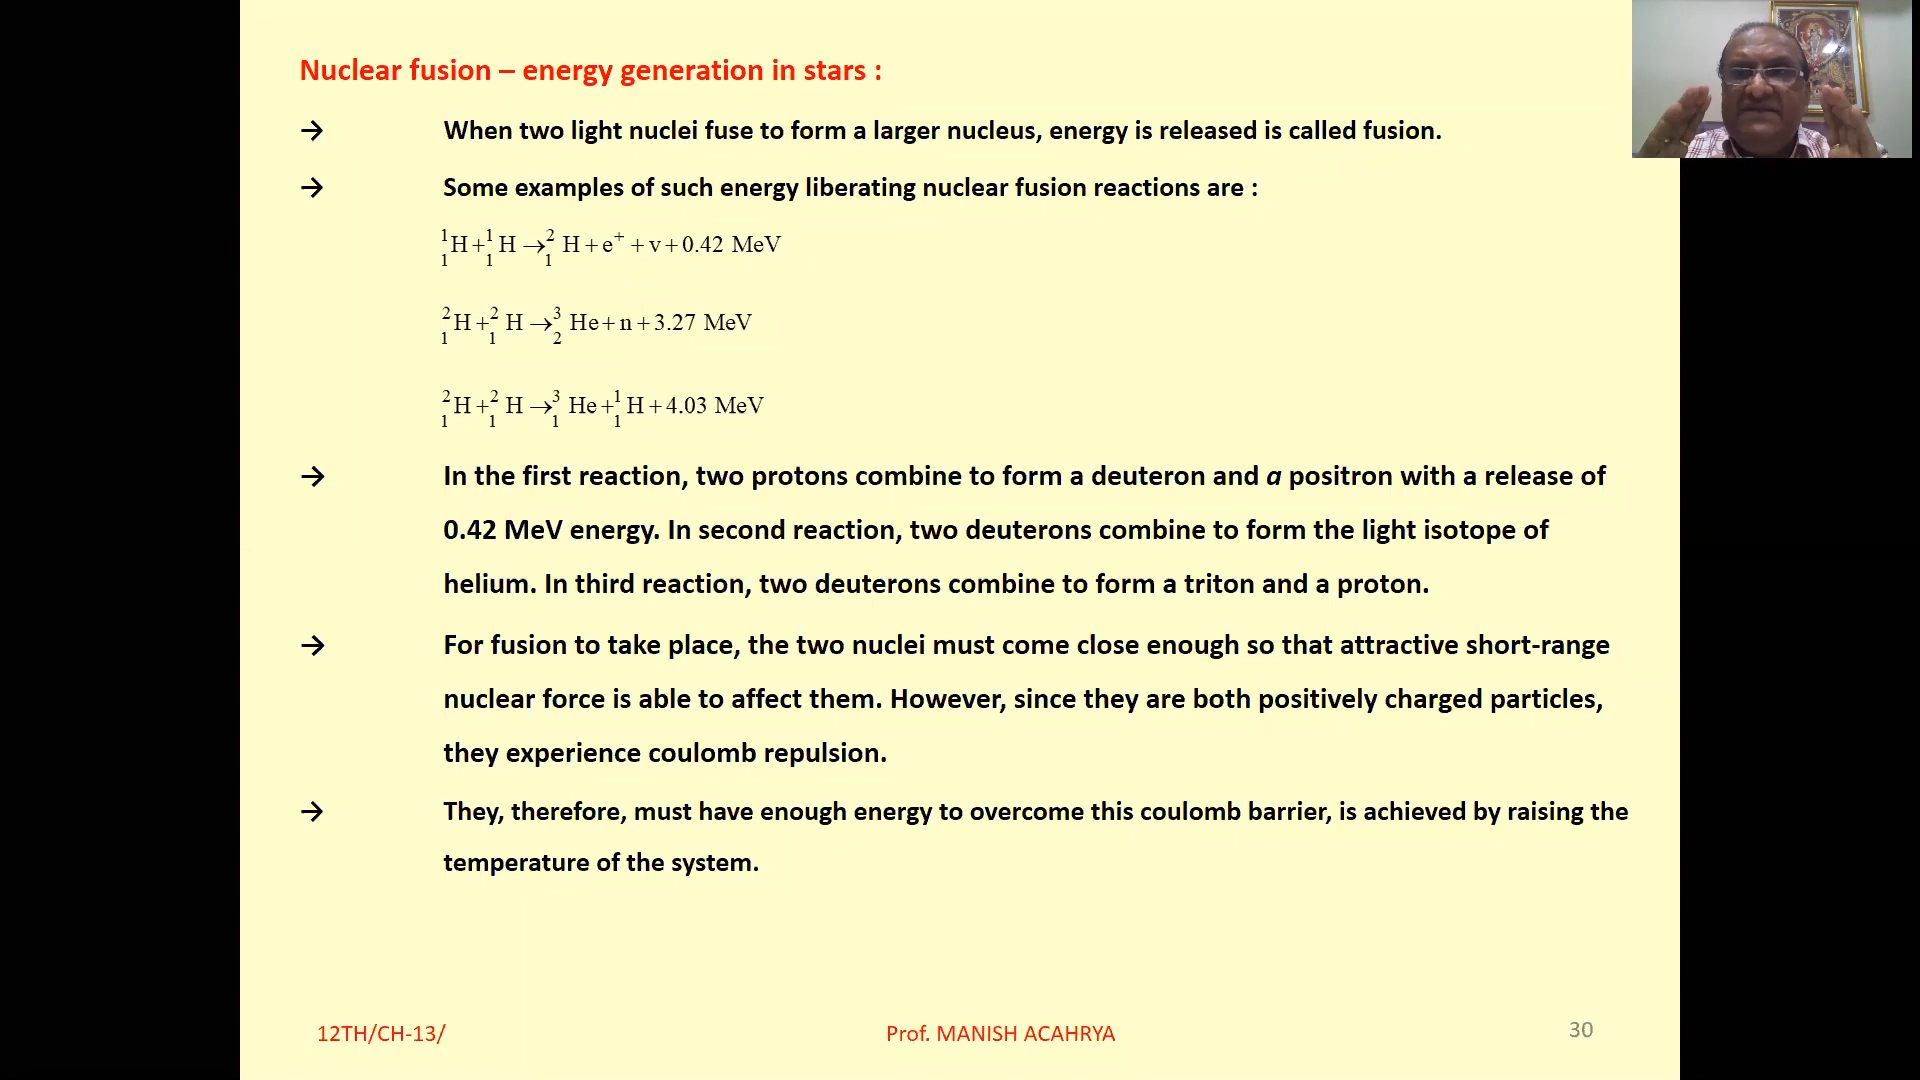 Nuclear fusion – energy generation in stars :
→ When two light nuclei fuse to form a larger nucleus, energy is released is called fusion.
→ Some examples of such energy liberating nuclear fusion reactions are :
¹₁H+¹₁H→²₁H+e⁺+v+0.42 MeV
²₁H+²₁H→³₂He+n+3.27 MeV
²₁H+²₁H→³₁He+¹₁H+4.03 MeV
→ In the first reaction, two protons combine to form a deuteron and a positron with a release of
0.42 MeV energy. In second reaction, two deuterons combine to form the light isotope of
helium. In third reaction, two deuterons combine to form a triton and a proton.
→ For fusion to take place, the two nuclei must come close enough so that attractive short-range
nuclear force is able to affect them. However, since they are both positively charged particles,
they experience coulomb repulsion.
→ They, therefore, must have enough energy to overcome this coulomb barrier, is achieved by raising the
temperature of the system.
12TH/CH-13/ Prof. MANISH ACAHRYA 30